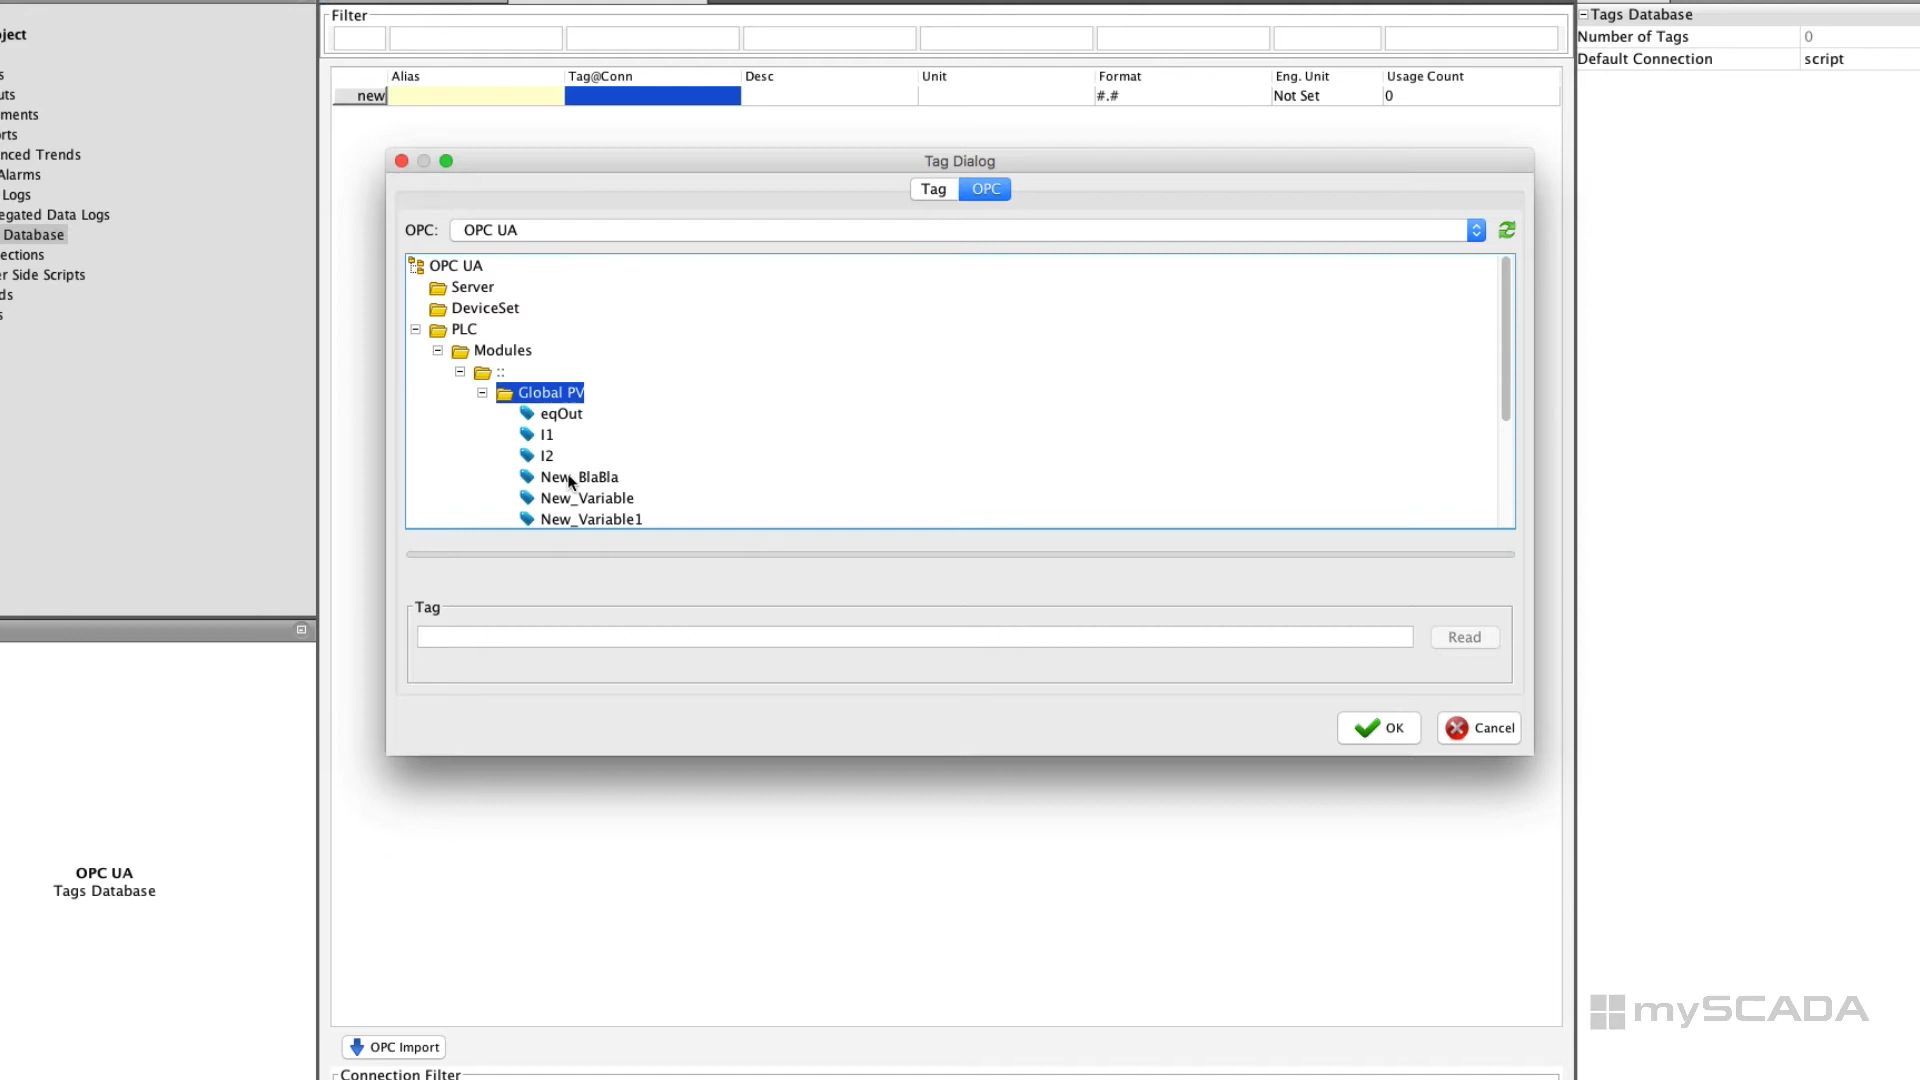 Filter
Alias Tag@Conn Desc Unit Format Eng. Unit Usage Count
new #.# Not Set 0
Tags Database
Number of Tags 0
Default Connection script
ject
s
uts
ments
rts
nced Trends
Alarms
Logs
egated Data Logs
Database
ections
er Side Scripts
ds
s
Tag Dialog
Tag OPC
OPC: OPC UA
OPC UA
Server
DeviceSet
PLC
Modules
::
Global PV
eqOut
I1
I2
New_BlaBla
New_Variable
New_Variable1
Tag
Read
OK Cancel
OPC UA
Tags Database
mySCADA
OPC Import
Connection Filter